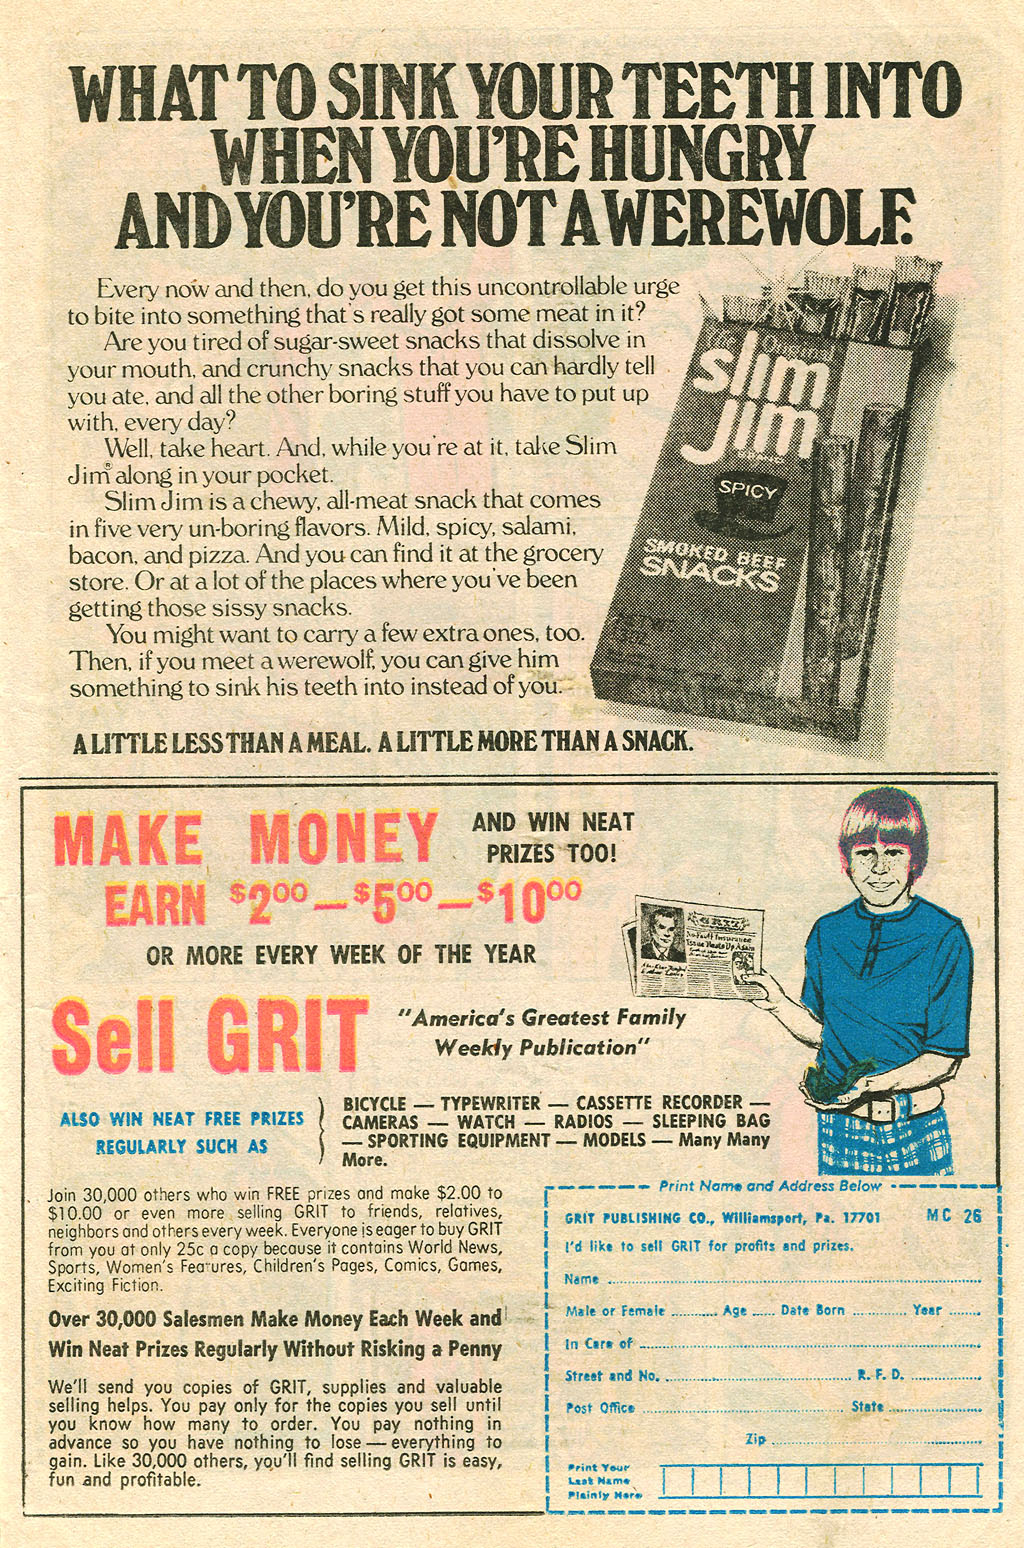 WHAT TO SINK YOUR TEETH INTO
WHEN YOU'RE HUNGRY
AND YOU'RE NOT A WEREWOLF.
Every now and then, do you get this uncontrollable urge
to bite into something that's really got some meat in it?
Are you tired of sugar-sweet snacks that dissolve in
your mouth, and crunchy snacks that you can hardly tell
you ate, and all the other boring stuff you have to put up
with, every day?
Well, take heart. And, while you're at it, take Slim
Jim® along in your pocket.
Slim Jim is a chewy, all-meat snack that comes
in five very un-boring flavors. Mild, spicy, salami,
bacon, and pizza. And you can find it at the grocery
store. Or at a lot of the places where you've been
getting those sissy snacks.
You might want to carry a few extra ones, too.
Then, if you meet a werewolf, you can give him
something to sink his teeth into instead of you.
slim
jim
SPICY
SMOKED BEEF
SNACKS
A LITTLE LESS THAN A MEAL. A LITTLE MORE THAN A SNACK.
MAKE MONEY
AND WIN NEAT
PRIZES TOO!
EARN $200—$500—$1000
OR MORE EVERY WEEK OF THE YEAR
GRIT
No-Fault Insurance
Issue Heats Up Again
Sell GRIT
"America's Greatest Family
Weekly Publication"
ALSO WIN NEAT FREE PRIZES
REGULARLY SUCH AS
BICYCLE — TYPEWRITER — CASSETTE RECORDER —
CAMERAS — WATCH — RADIOS — SLEEPING BAG
— SPORTING EQUIPMENT — MODELS — Many Many
More.
Join 30,000 others who win FREE prizes and make $2.00 to
$10.00 or even more selling GRIT to friends, relatives,
neighbors and others every week. Everyone is eager to buy GRIT
from you at only 25c a copy because it contains World News,
Sports, Women's Features, Children's Pages, Comics, Games,
Exciting Fiction.
Over 30,000 Salesmen Make Money Each Week and
Win Neat Prizes Regularly Without Risking a Penny
We'll send you copies of GRIT, supplies and valuable
selling helps. You pay only for the copies you sell until
you know how many to order. You pay nothing in
advance so you have nothing to lose — everything to
gain. Like 30,000 others, you'll find selling GRIT is easy,
fun and profitable.
Print Name and Address Below
GRIT PUBLISHING CO., Williamsport, Pa. 17701 MC 26
I'd like to sell GRIT for profits and prizes.
Name
Male or Female Age Date Born Year
In Care of
Street and No. R. F. D.
Post Office State
Zip
Print Your
Last Name
Plainly Here